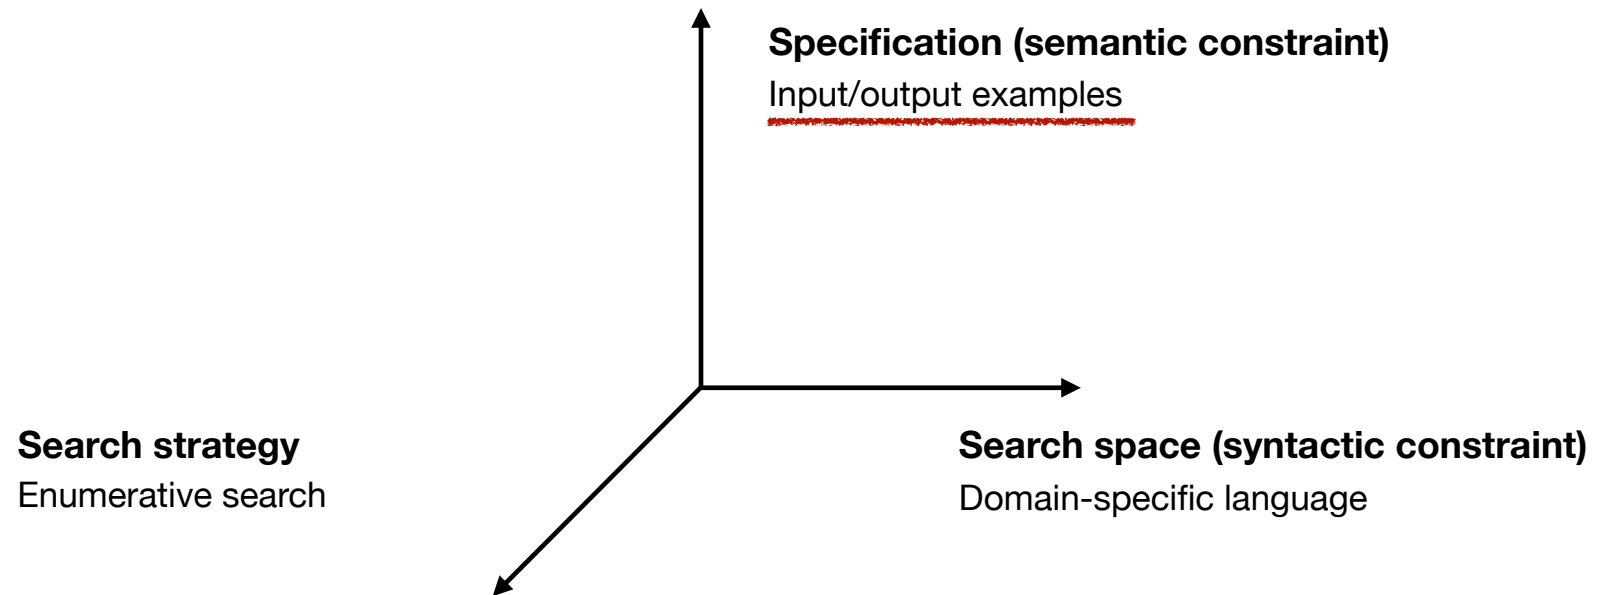 Specification (semantic constraint)
Input/output examples
Search strategy
Enumerative search
Search space (syntactic constraint)
Domain-specific language